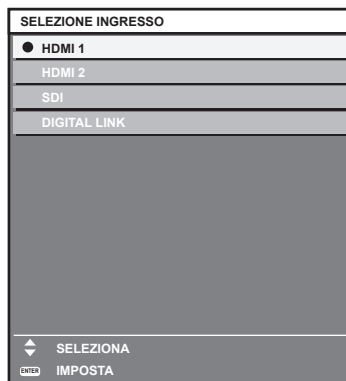 SELEZIONE INGRESSO
HDMI 1
HDMI 2
SDI
DIGITAL LINK
SELEZIONA
ENTER IMPOSTA